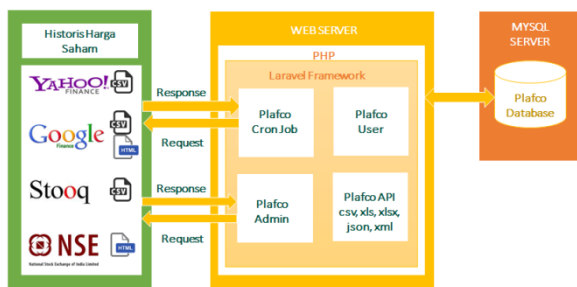 Historis Harga
Saham
YAHOO!
FINANCE
CSV
Google
Finance
CSV
HTML
Stooq
CSV
NSE
National Stock Exchange of India Limited
HTML
Response
Request
Response
Request
WEB SERVER
PHP
Laravel Framework
Plafco
Cron Job
Plafco
User
Plafco
Admin
Plafco API
csv, xls, xlsx,
json, xml
MYSQL
SERVER
Plafco
Database